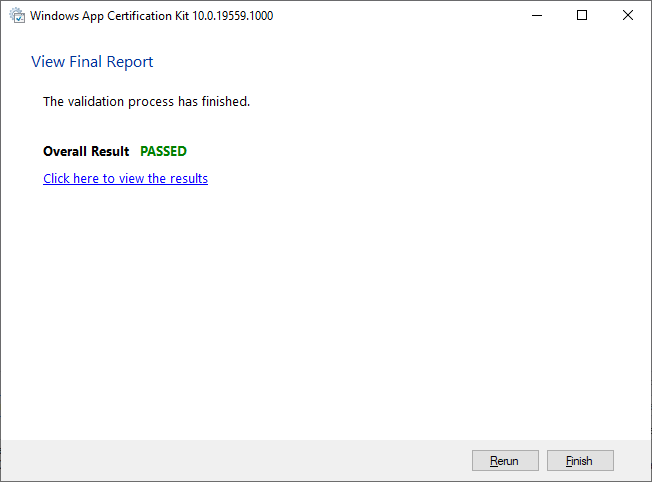 Windows App Certification Kit 10.0.19559.1000
View Final Report
The validation process has finished.
Overall Result PASSED
Click here to view the results
Rerun Finish